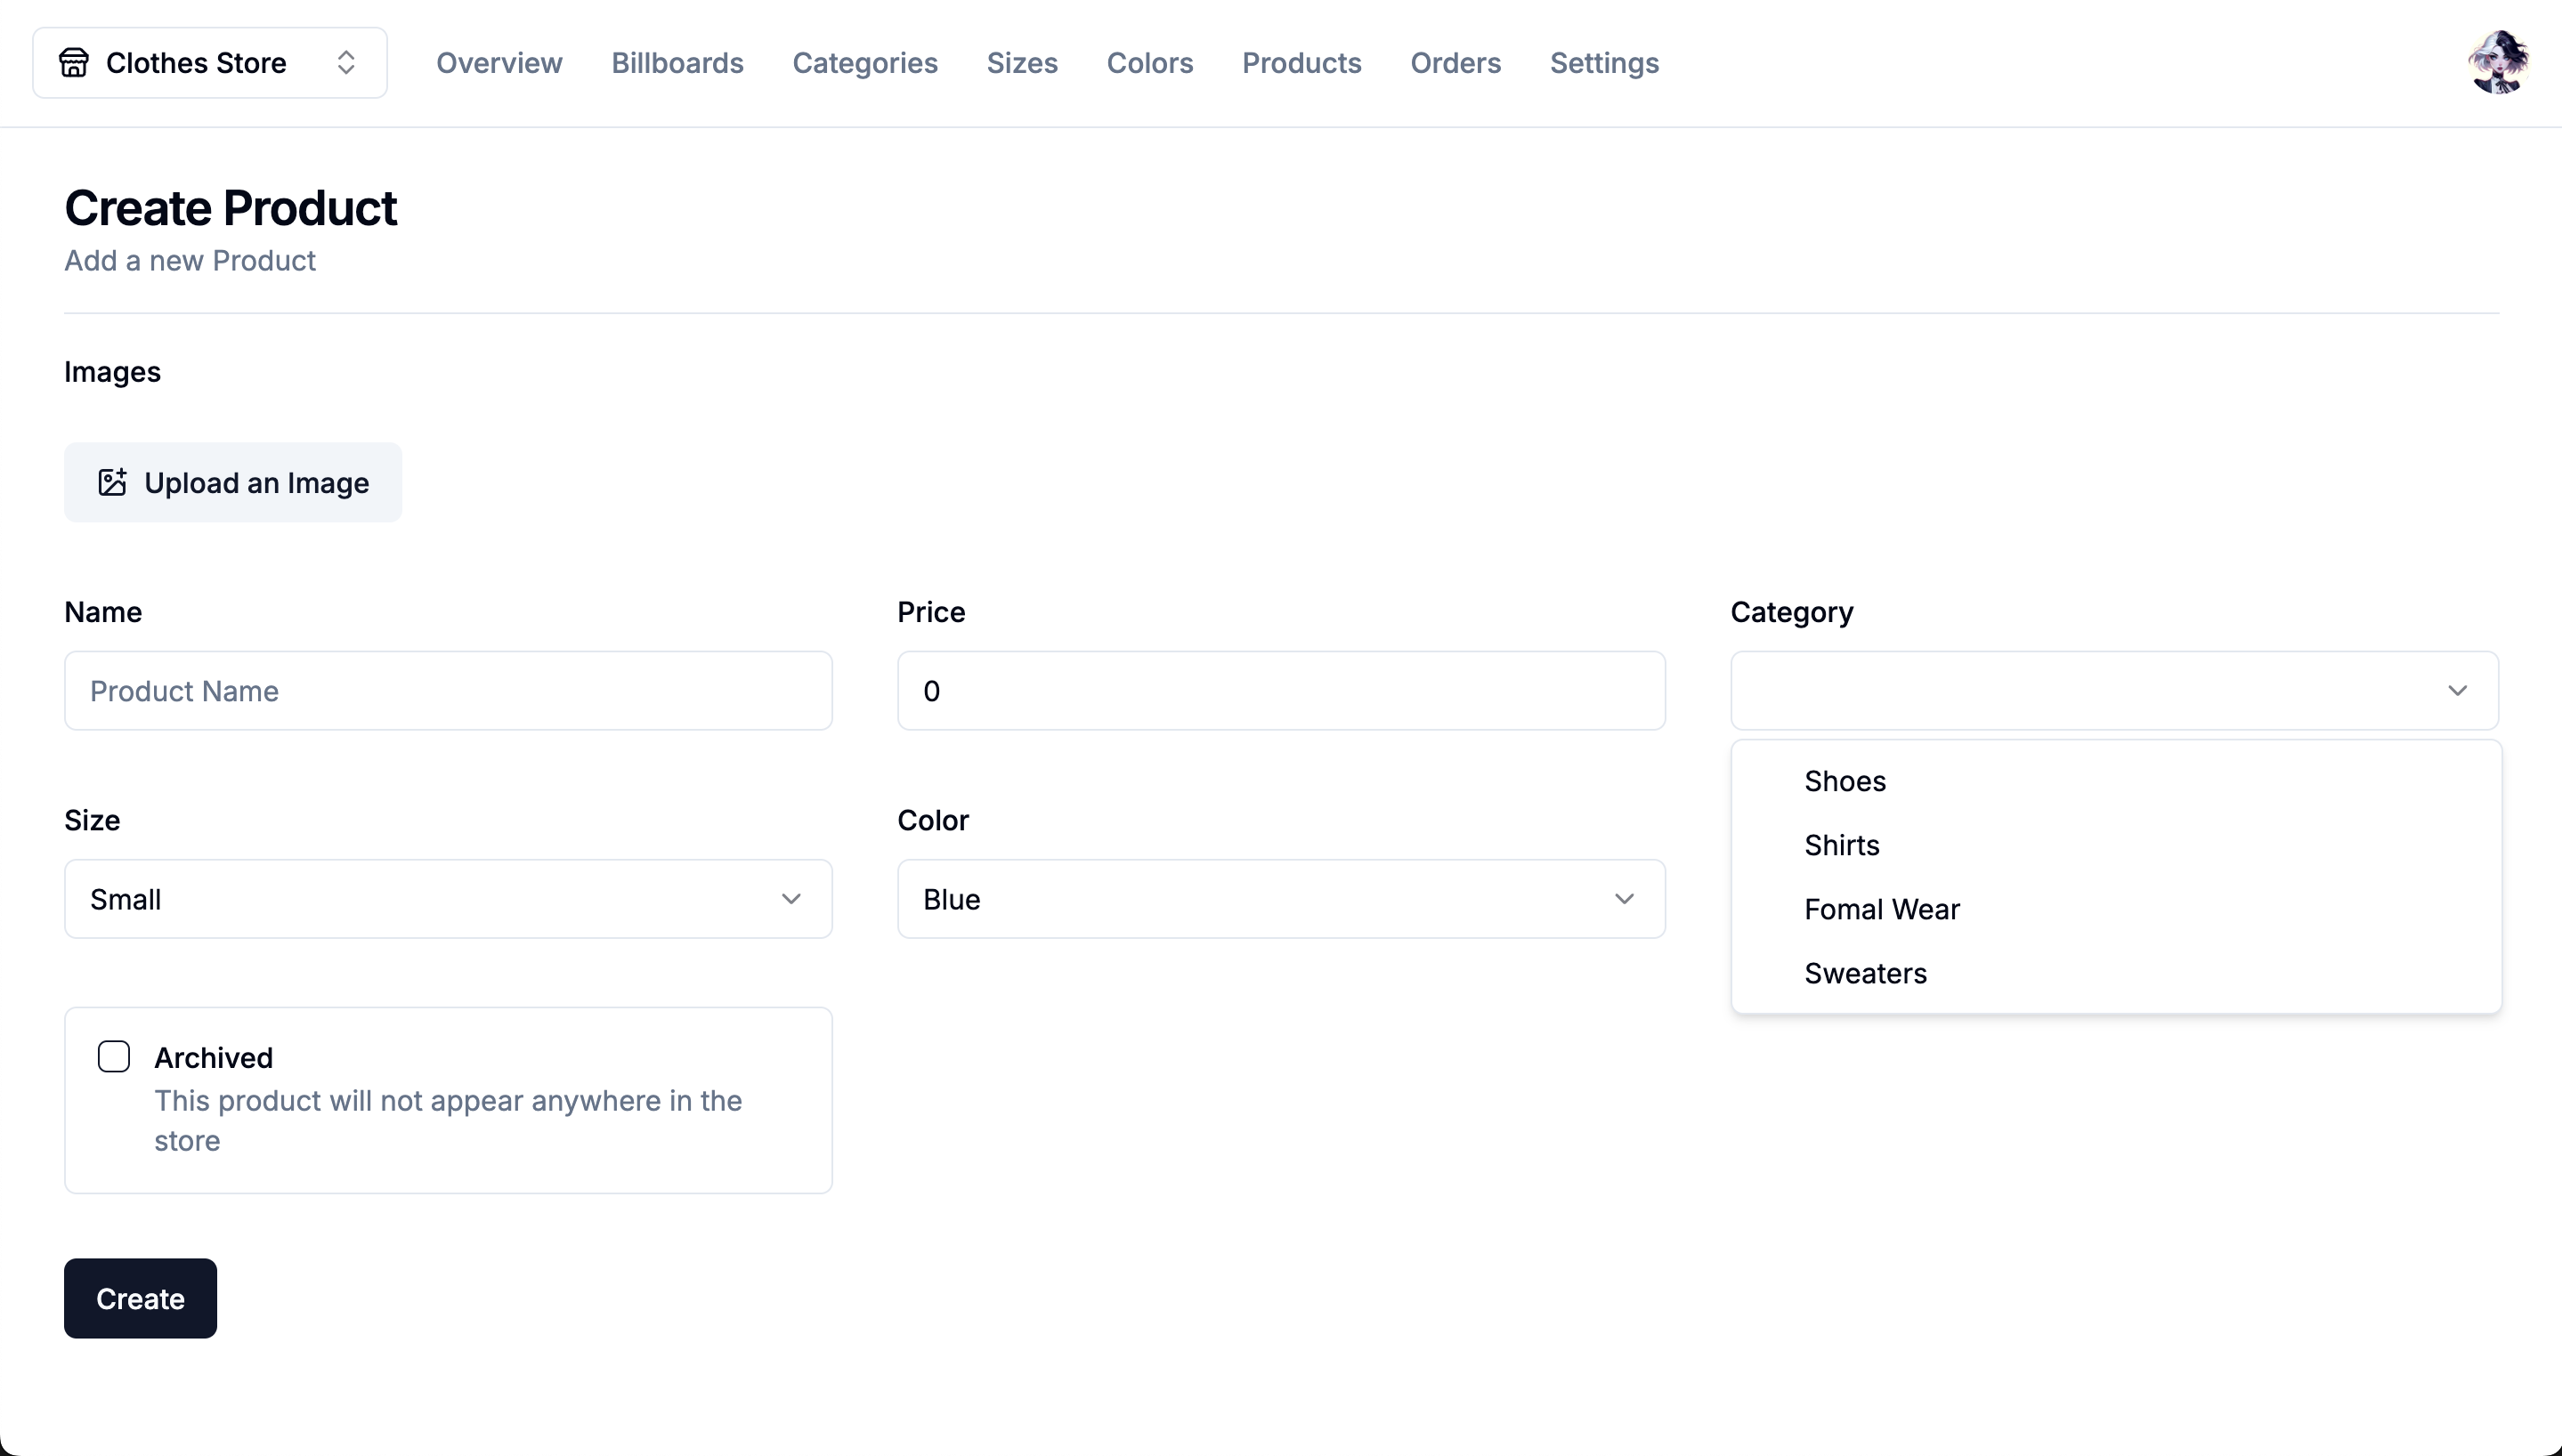 Clothes Store
Overview
Billboards
Categories
Sizes
Colors
Products
Orders
Settings
Create Product
Add a new Product
Images
Upload an Image
Name
Product Name
Price
0
Category
Shoes
Shirts
Fomal Wear
Sweaters
Size
Small
Color
Blue
Archived
This product will not appear anywhere in the
store
Create